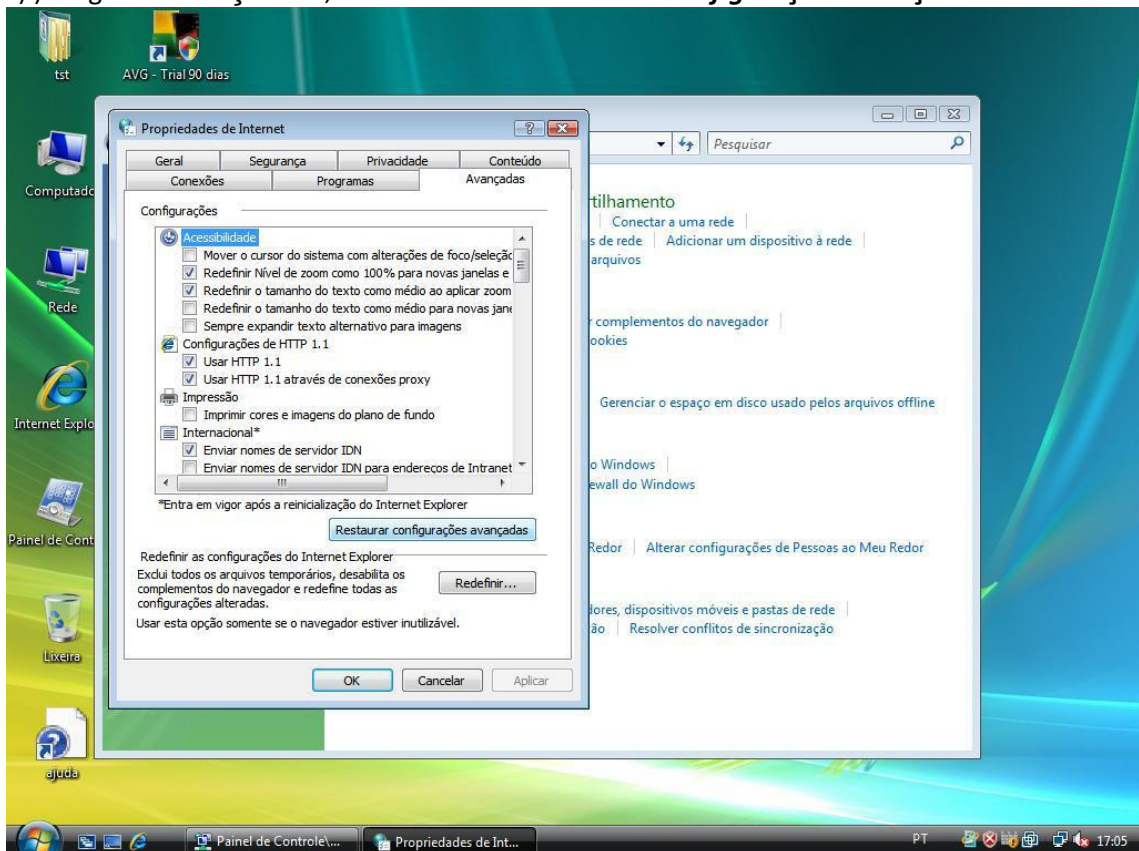 tst
AVG - Trial 90 dias
Propriedades de Internet
Pesquisar
Geral Segurança Privacidade Conteúdo
Conexões Programas Avançadas
Computado
Configurações
Acessibilidade
Mover o cursor do sistema com alterações de foco/seleçã
Redefinir Nível de zoom como 100% para novas janelas e
Redefinir o tamanho do texto como médio ao aplicar zoom
Redefinir o tamanho do texto como médio para novas jane
Sempre expandir texto alternativo para imagens
Configurações de HTTP 1.1
Usar HTTP 1.1
Usar HTTP 1.1 através de conexões proxy
Impressão
Imprimir cores e imagens do plano de fundo
Internacional*
Enviar nomes de servidor IDN
Enviar nomes de servidor IDN para endereços de Intranet
*Entra em vigor após a reinicialização do Internet Explorer
Restaurar configurações avançadas
Redefinir as configurações do Internet Explorer
Exclui todos os arquivos temporários, desabilita os
complementos do navegador e redefine todas as
configurações alteradas.
Redefinir...
Usar esta opção somente se o navegador estiver inutilizável.
OK Cancelar Aplicar
tilhamento
Conectar a uma rede
s de rede Adicionar um dispositivo à rede
arquivos
r complementos do navegador
ookies
Gerenciar o espaço em disco usado pelos arquivos offline
o Windows
ewall do Windows
Redor Alterar configurações de Pessoas ao Meu Redor
dores, dispositivos móveis e pastas de rede
ão Resolver conflitos de sincronização
Rede
Internet Explo
Painel de Cont
Lixeira
ajuda
Painel de Controle\... Propriedades de Int... PT 17:05